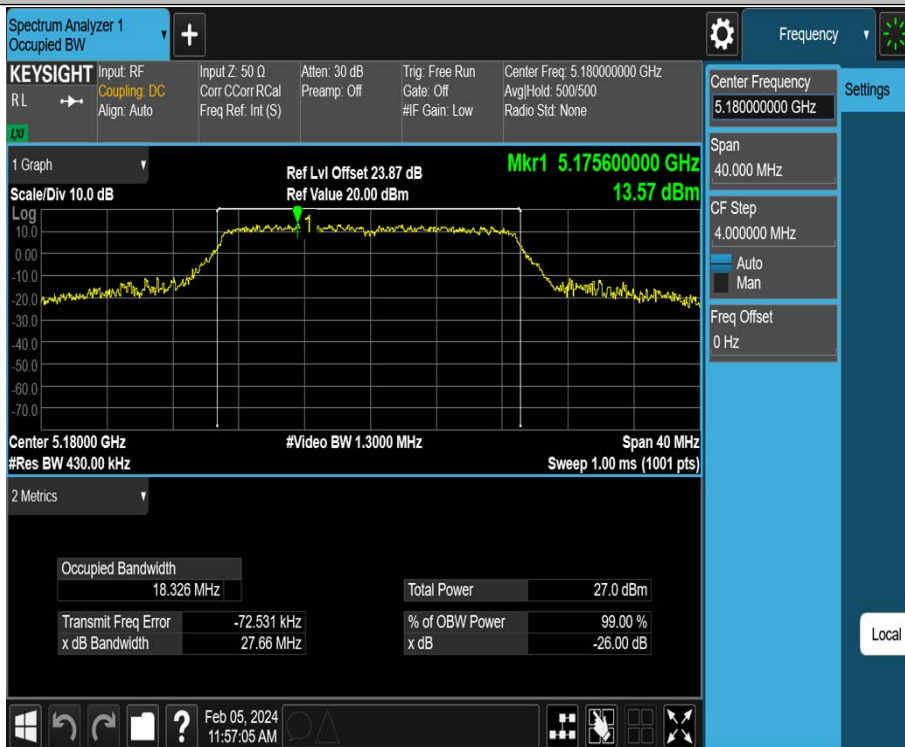 Spectrum Analyzer 1
Occupied BW
+
Frequency
KEYSIGHT
RL
LXI
Input: RF
Coupling: DC
Align: Auto
Input Z: 50 Ω
Corr CCorr RCal
Freq Ref: Int (S)
Atten: 30 dB
Preamp: Off
Trig: Free Run
Gate: Off
#IF Gain: Low
Center Freq: 5.180000000 GHz
Avg|Hold: 500/500
Radio Std: None
Center Frequency
5.180000000 GHz
Settings
Span
40.000 MHz
CF Step
4.000000 MHz
Auto
Man
Freq Offset
0 Hz
1 Graph
Scale/Div 10.0 dB
Ref Lvl Offset 23.87 dB
Ref Value 20.00 dBm
Mkr1 5.175600000 GHz
13.57 dBm
Log
1
10.0
0.00
-10.0
-20.0
-30.0
-40.0
-50.0
-60.0
-70.0
Center 5.18000 GHz
#Video BW 1.3000 MHz
Span 40 MHz
#Res BW 430.00 kHz
Sweep 1.00 ms (1001 pts)
2 Metrics
Occupied Bandwidth
18.326 MHz
Total Power 27.0 dBm
Transmit Freq Error -72.531 kHz
% of OBW Power 99.00 %
x dB Bandwidth 27.66 MHz
x dB -26.00 dB
Local
?
Feb 05, 2024
11:57:05 AM